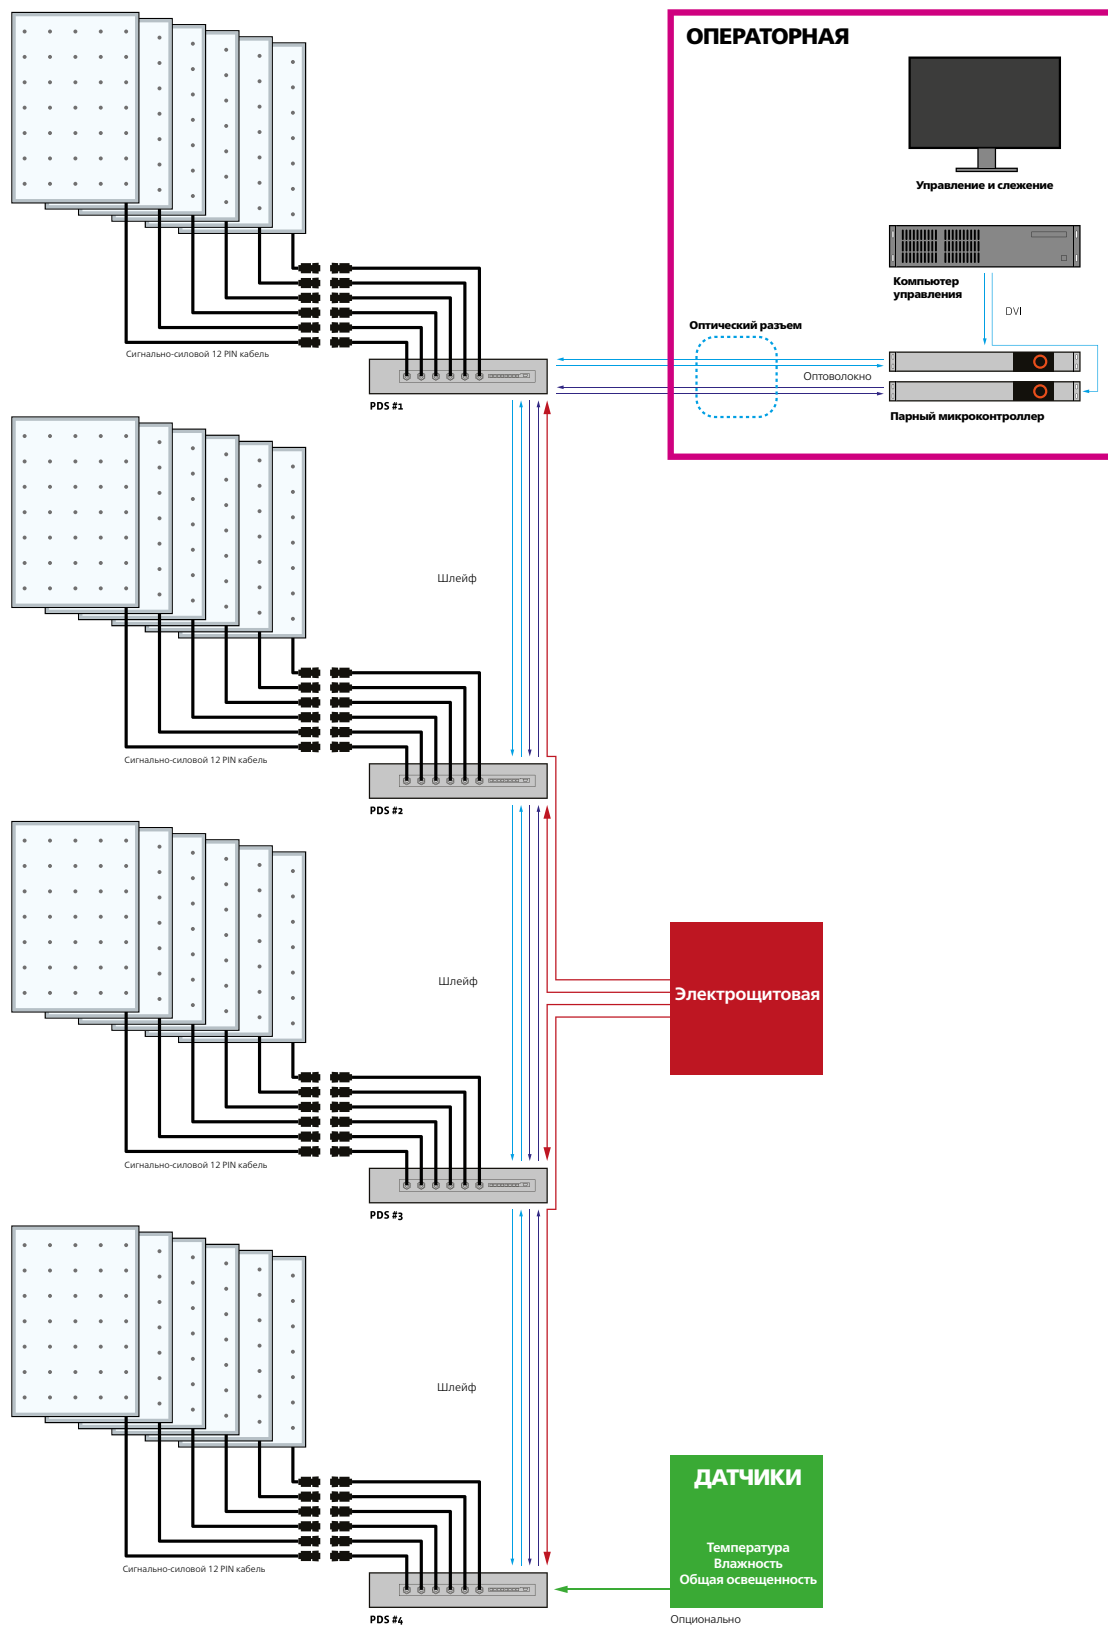 ОПЕРАТОРНАЯ
Управление и слежение
Компьютер
управления
DVI
Оптический разъем
Оптоволокно
Парный микроконтроллер
Сигнально-силовой 12 PIN кабель
PDS #1
Шлейф
Сигнально-силовой 12 PIN кабель
PDS #2
Шлейф
Электрощитовая
Сигнально-силовой 12 PIN кабель
PDS #3
Шлейф
ДАТЧИКИ
Температура
Влажность
Общая освещенность
Сигнально-силовой 12 PIN кабель
PDS #4
Опционально